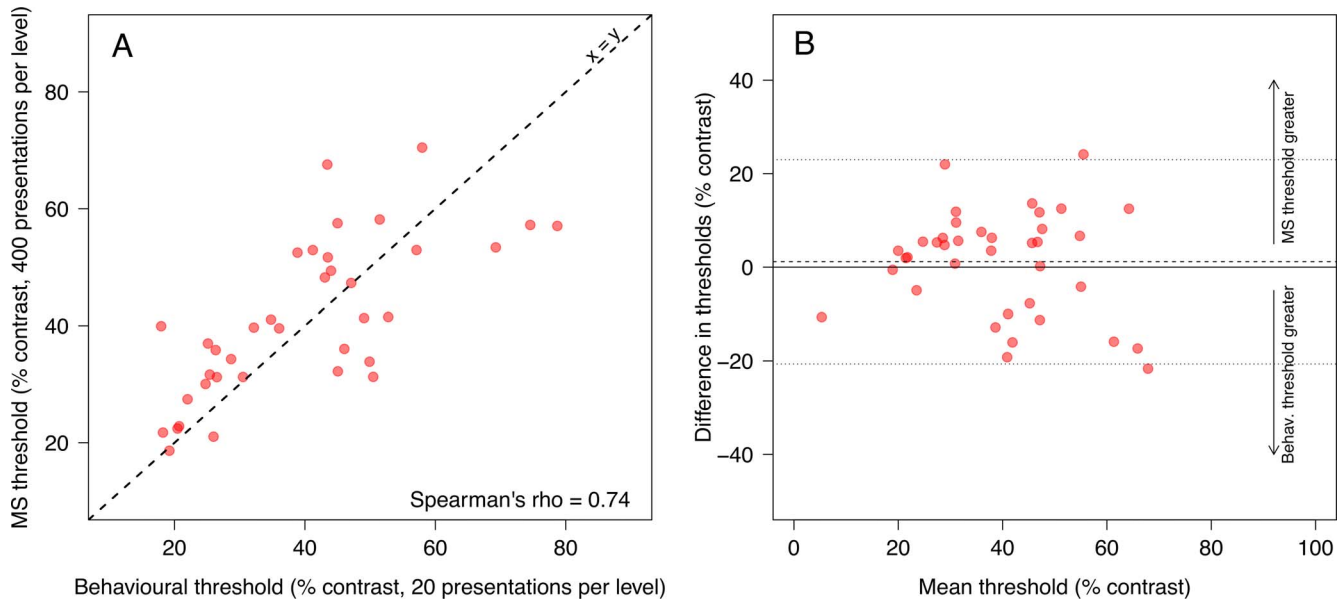 A
x = y
MS threshold (% contrast, 400 presentations per level)
80
60
40
20
Spearman's rho = 0.74
20 40 60 80
Behavioural threshold (% contrast, 20 presentations per level)
B
Difference in thresholds (% contrast)
40
20
0
−20
−40
MS threshold greater
Behav. threshold greater
0 20 40 60 80 100
Mean threshold (% contrast)